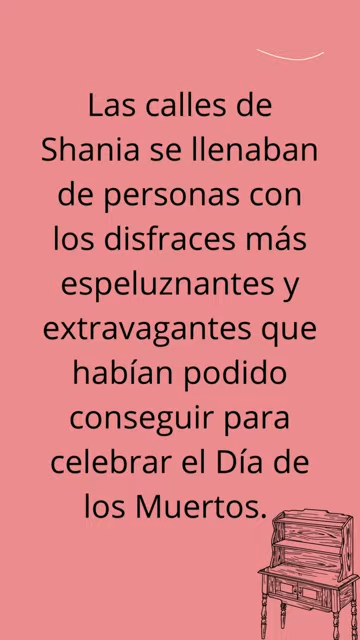 Las calles de
Shania se llenaban
de personas con
los disfraces más
espeluznantes y
extravagantes que
habían podido
conseguir para
celebrar el Día de
los Muertos.